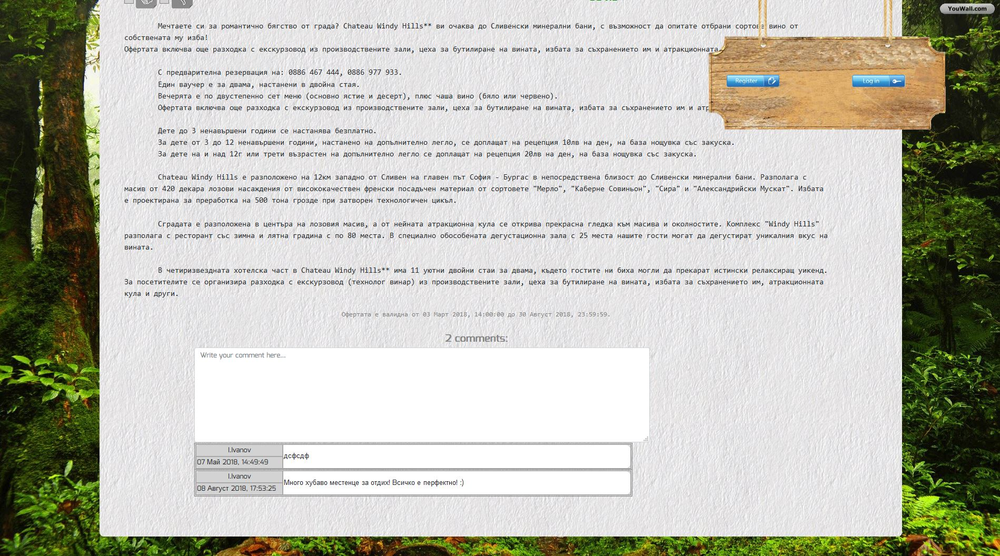 YouWall.com
Мечтаете си за романтично бягство от града? Chateau Windy Hills** ви очаква до Сливенски минерални бани, с възможност да опитате отбрани сортове вино от
собствената му изба!
Офертата включва още разходка с екскурзовод из производствените зали, цеха за бутилиране на вината, избата за съхранението им и атракционната
С предварителна резервация на: 0886 467 444, 0886 977 933.
Register
Log in
Един ваучер е за двама, настанени в двойна стая.
Вечерята е по двустепенно сет меню (основно ястие и десерт), плюс чаша вино (бяло или червено).
Офертата включва още разходка с екскурзовод из производствените зали, цеха за бутилиране на вината, избата за съхранението им и атр
Дете до 3 ненавършени години се настанява безплатно.
За дете от 3 до 12 ненавършени години, настанено на допълнително легло, се доплащат на рецепция 10лв на ден, на база нощувка със закуска.
За дете на и над 12г или трети възрастен на допълнително легло се доплащат на рецепция 20лв на ден, на база нощувка със закуска.
Chateau Windy Hills е разположено на 12км западно от Сливен на главен път София - Бургас в непосредствена близост до Сливенски минерални бани. Разполага с
масив от 420 декара лозови насаждения от висококачествен френски посадъчен материал от сортовете "Мерло", "Каберне Совиньон", "Сира" и "Александрийски Мускат". Избата
е проектирана за преработка на 500 тона грозде при затворен технологичен цикъл.
Сградата е разположена в центъра на лозовия масив, а от нейната атракционна кула се открива прекрасна гледка към масива и околностите. Комплекс "Windy Hills"
разполага с ресторант със зимна и лятна градина с по 80 места. В специално обособената дегустационна зала с 25 места нашите гости могат да дегустират уникалния вкус на
вината.
В четиризвездната хотелска част в Chateau Windy Hills** има 11 уютни двойни стаи за двама, където гостите ни биха могли да прекарат истински релаксиращ уикенд.
За посетителите се организира разходка с екскурзовод (технолог винар) из производствените зали, цеха за бутилиране на вината, избата за съхранението им, атракционната
кула и други.
Офертата е валидна от 03 Март 2018, 14:00:00 до 30 Август 2018, 23:59:59.
2 comments:
Write your comment here...
I.Ivanov
07 Май 2018, 14:49:49
дсфсдф
I.Ivanov
08 Август 2018, 17:53:25
Много хубаво местенце за отдих! Всичко е перфектно! :)